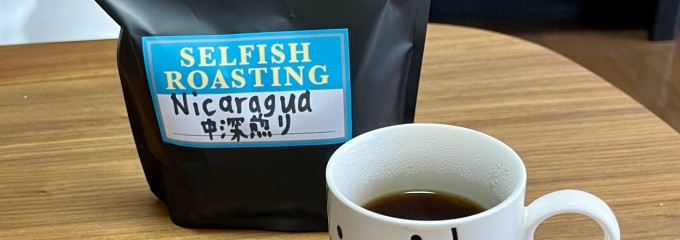 SELFISH
ROASTING
Nicaragua
中深煎り